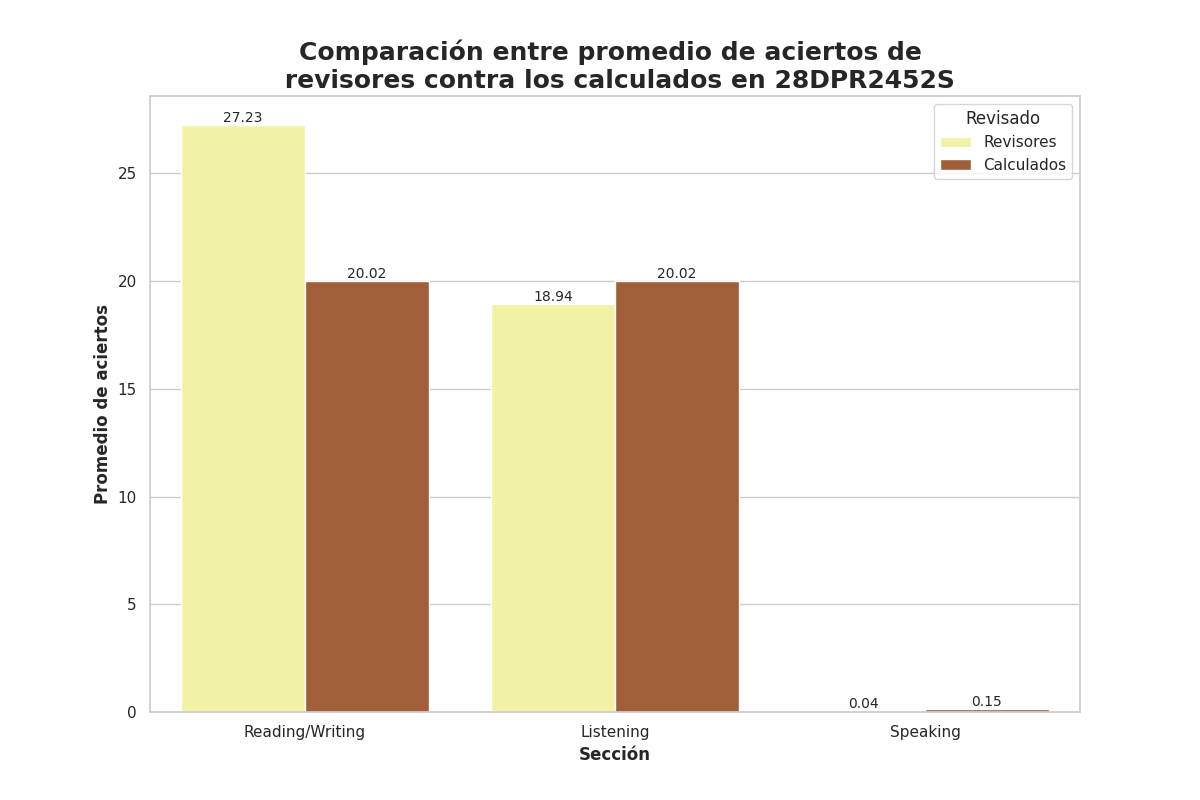 Comparación entre promedio de aciertos de
revisores contra los calculados en 28DPR2452S
Revisado
Revisores
Calculados
27.23
20.02
18.94
20.02
0.04
0.15
Promedio de aciertos
25
20
15
10
5
0
Reading/Writing
Listening
Speaking
Sección